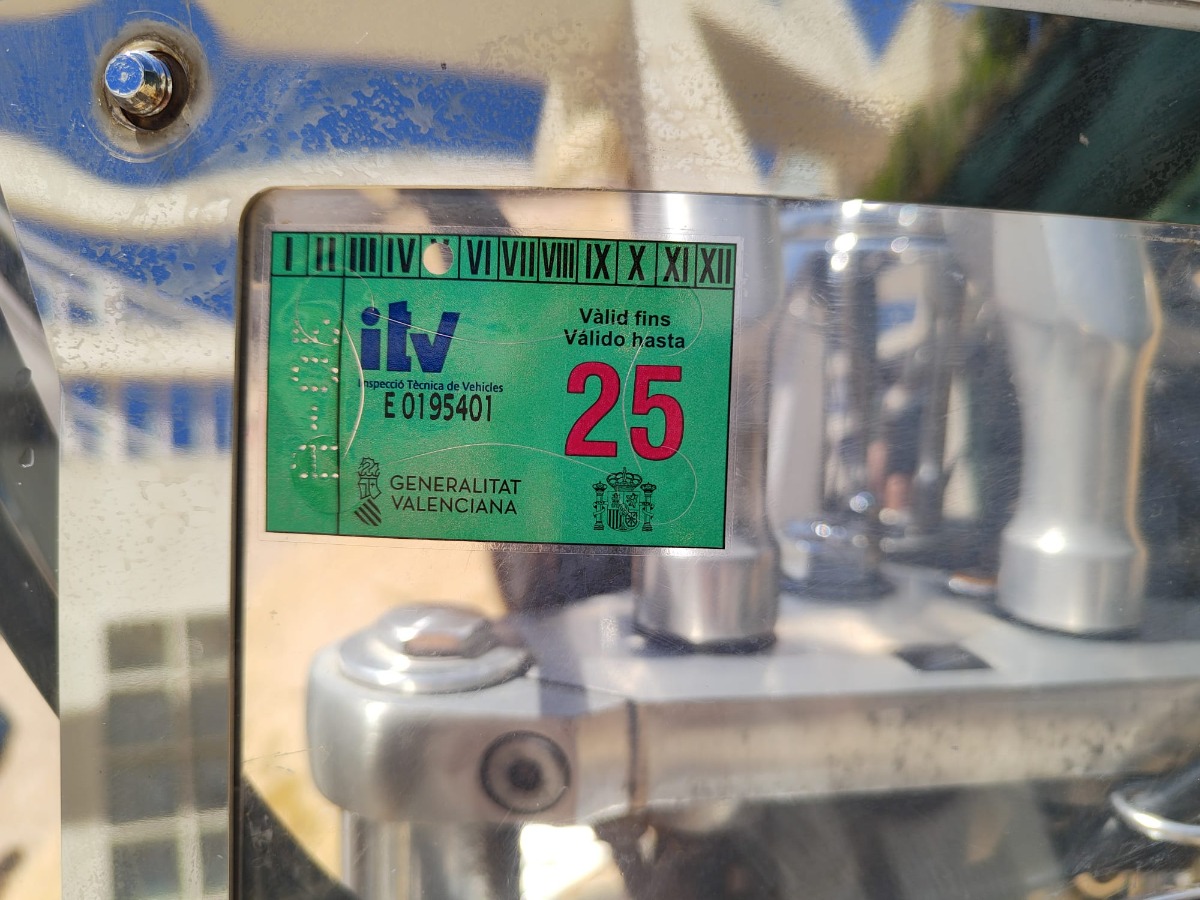 I II III IV VI VII VIII IX X XI XII
itv
Inspecció Tècnica de Vehicles
E 0195401
Vàlid fins
Válido hasta
25
GENERALITAT
VALENCIANA